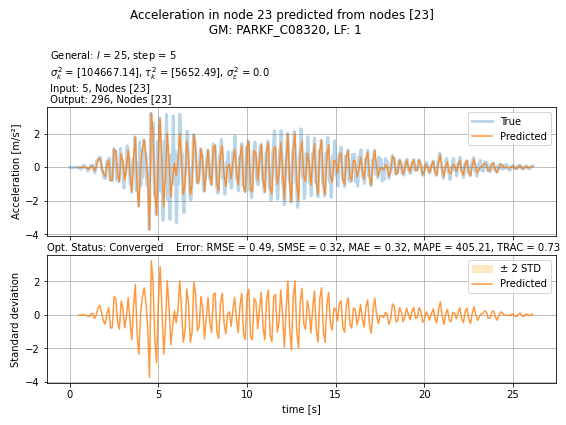 Acceleration in node 23 predicted from nodes [23]
GM: PARKF_C08320, LF: 1
General: l = 25, step = 5
σ²ₖ = [104667.14], τ²ₖ = [5652.49], σ²ₑ = 0.0
Input: 5, Nodes [23]
Output: 296, Nodes [23]
True
Predicted
Acceleration [m/s²]
2
0
−2
−4
Opt. Status: Converged    Error: RMSE = 0.49, SMSE = 0.32, MAE = 0.32, MAPE = 405.21, TRAC = 0.73
± 2 STD
Predicted
Standard deviation
2
0
−2
−4
0 5 10 15 20 25
time [s]